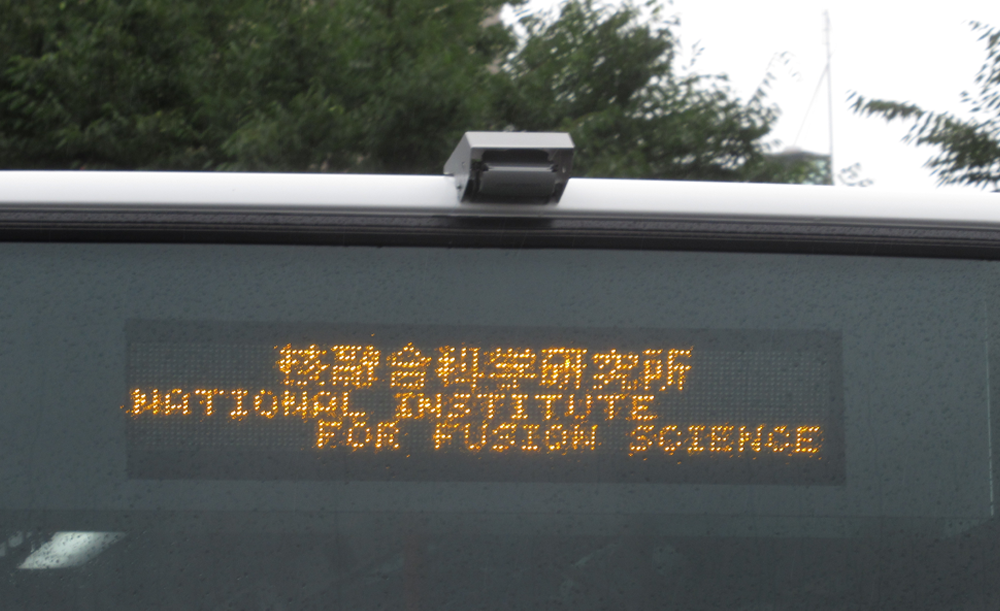 核融合科学研究所
NATIONAL INSTITUTE
FOR FUSION SCIENCE